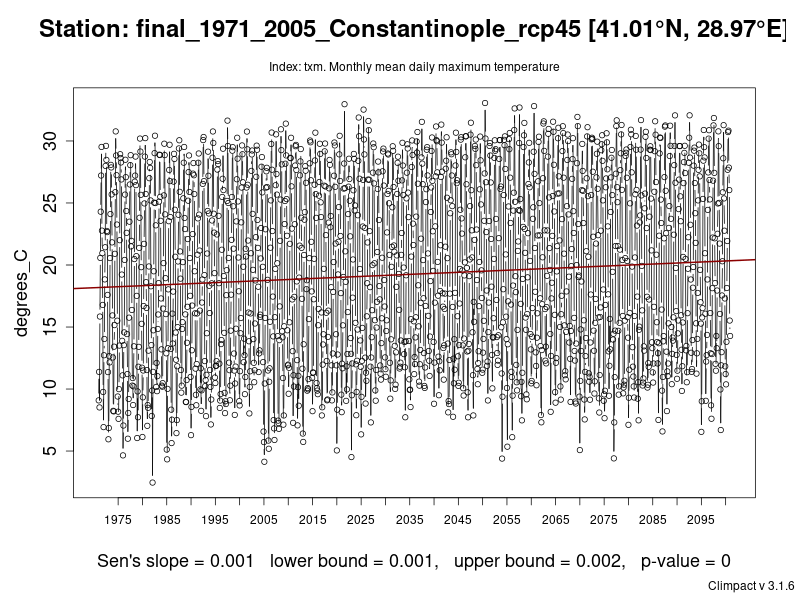 Station: final_1971_2005_Constantinople_rcp45 [41.01°N, 28.97°E]
Index: txm. Monthly mean daily maximum temperature
degrees_C
30
25
20
15
10
5
1975 1985 1995 2005 2015 2025 2035 2045 2055 2065 2075 2085 2095
Sen's slope = 0.001 lower bound = 0.001, upper bound = 0.002, p-value = 0
Climpact v 3.1.6